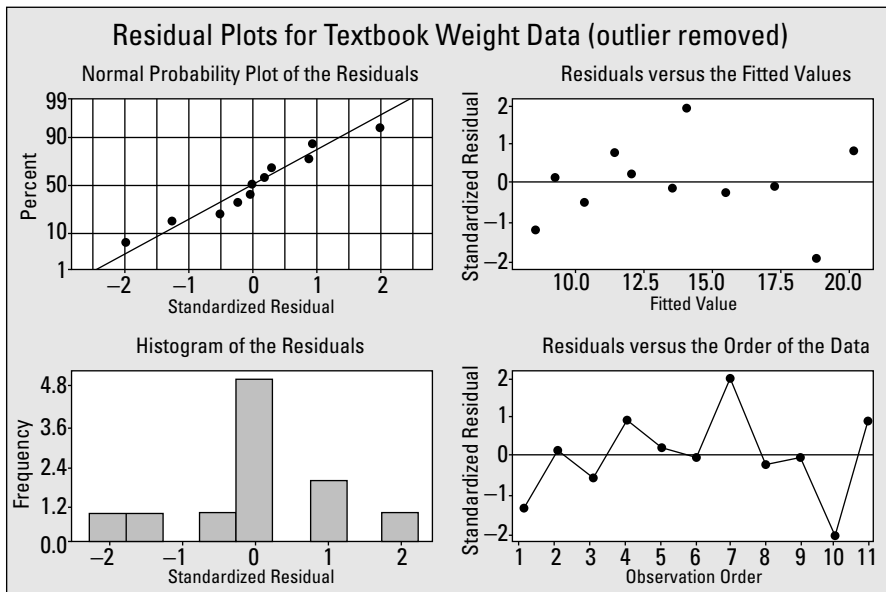 Residual Plots for Textbook Weight Data (outlier removed)
Normal Probability Plot of the Residuals
Percent
99
90
50
10
1
−2 −1 0 1 2
Standardized Residual
Residuals versus the Fitted Values
Standardized Residual
2
1
0
−1
−2
10.0 12.5 15.0 17.5 20.0
Fitted Value
Histogram of the Residuals
Frequency
4.8
3.6
2.4
1.2
0.0
−2 −1 0 1 2
Standardized Residual
Residuals versus the Order of the Data
Standardized Residual
2
1
0
−1
−2
1 2 3 4 5 6 7 8 9 10 11
Observation Order